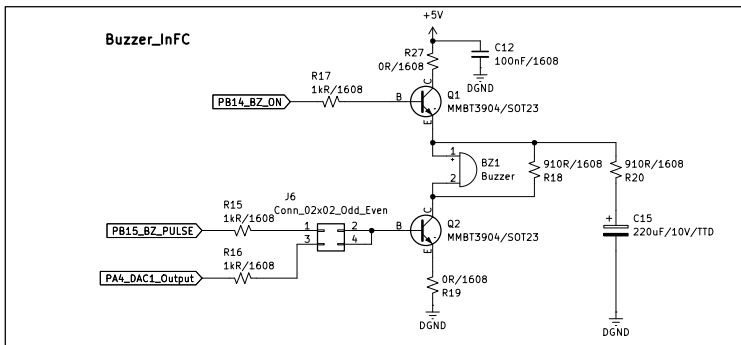 +5V
Buzzer_InFC
R27
0R/1608
C12
100nF/1608
DGND
R17
1kR/1608
PB14_BZ_ON
B
C
E
Q1
MMBT3904/SOT23
1
+
2
BZ1
Buzzer
910R/1608
R18
910R/1608
R20
R15
1kR/1608
J6
Conn_02x02_Odd_Even
PB15_BZ_PULSE
1
2
3
4
B
C
E
Q2
MMBT3904/SOT23
+
C15
220uF/10V/TTD
R16
1kR/1608
PA4_DAC1_Output
0R/1608
R19
DGND
DGND